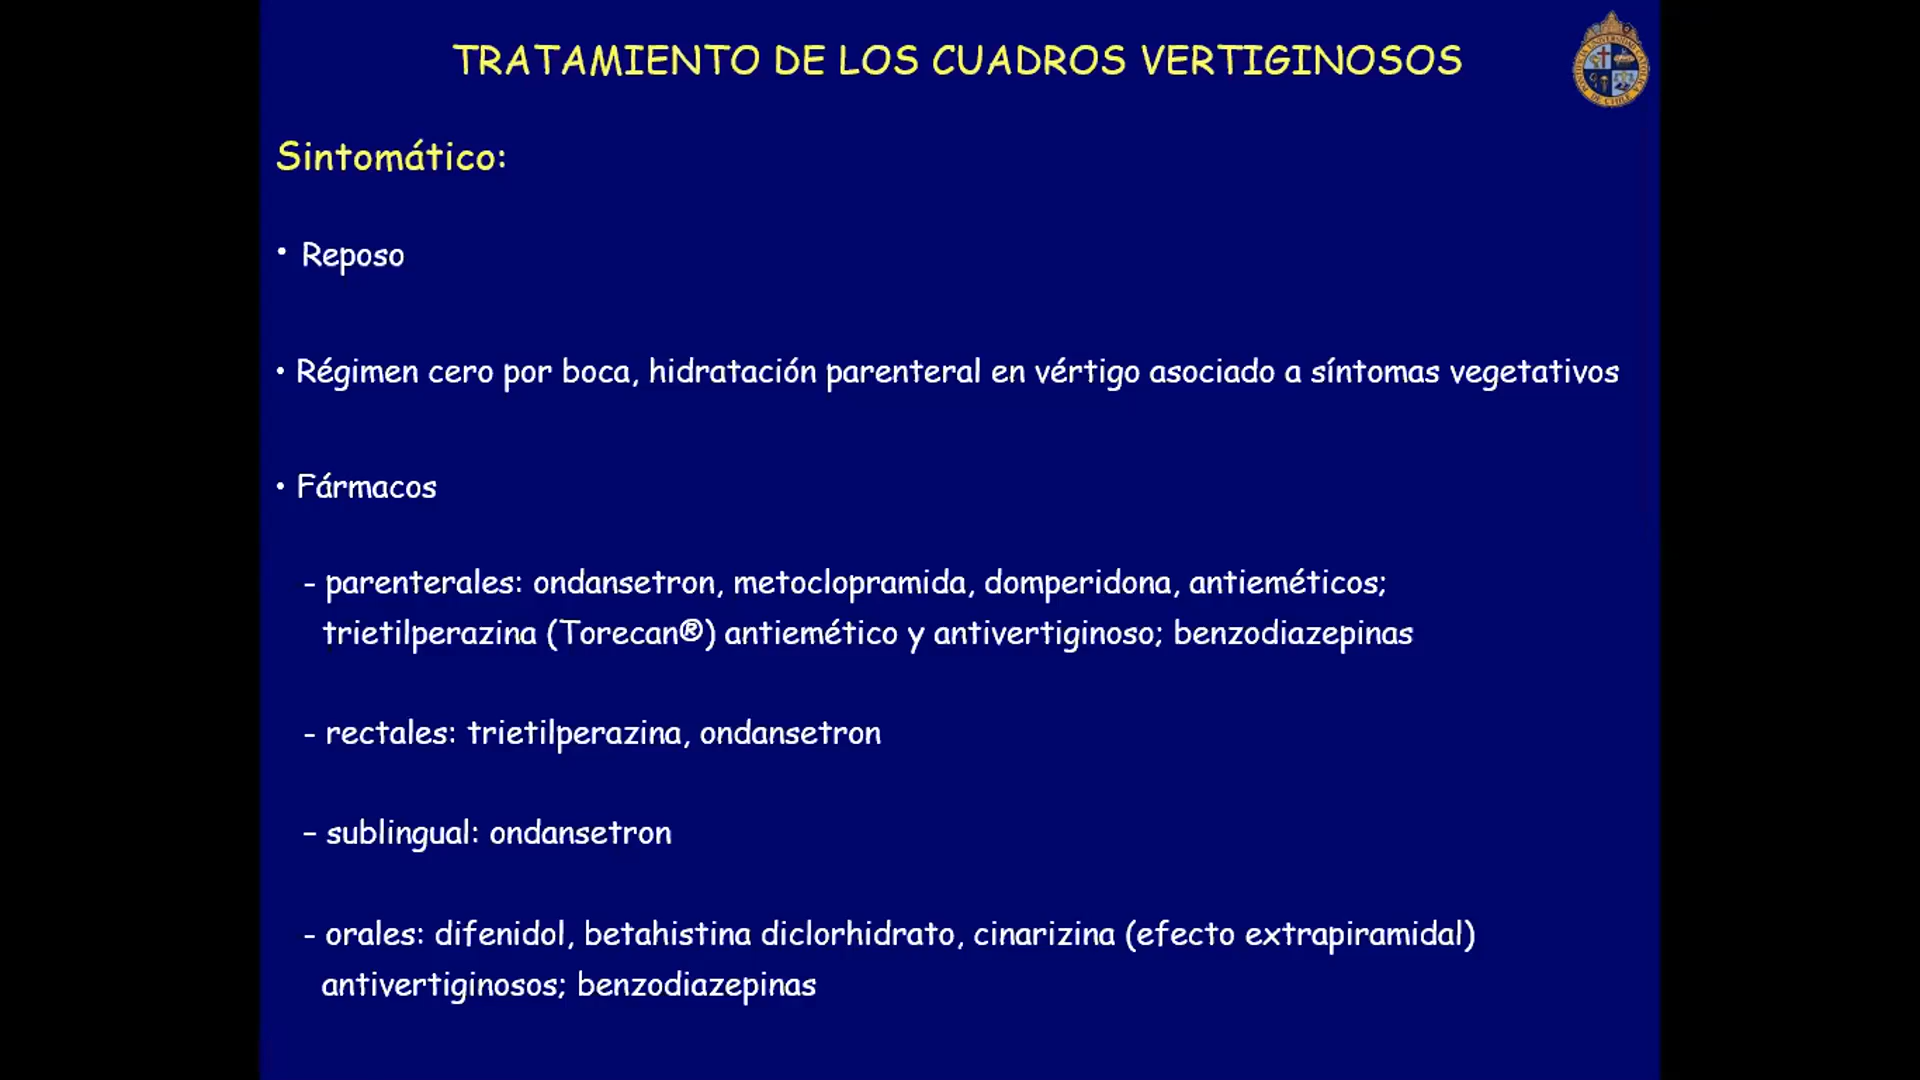 TRATAMIENTO DE LOS CUADROS VERTIGINOSOS
Sintomático:
• Reposo
• Régimen cero por boca, hidratación parenteral en vértigo asociado a síntomas vegetativos
• Fármacos
- parenterales: ondansetron, metoclopramida, domperidona, antieméticos;
trietilperazina (Torecan®) antiemético y antivertiginoso; benzodiazepinas
- rectales: trietilperazina, ondansetron
– sublingual: ondansetron
- orales: difenidol, betahistina diclorhidrato, cinarizina (efecto extrapiramidal)
antivertiginosos; benzodiazepinas